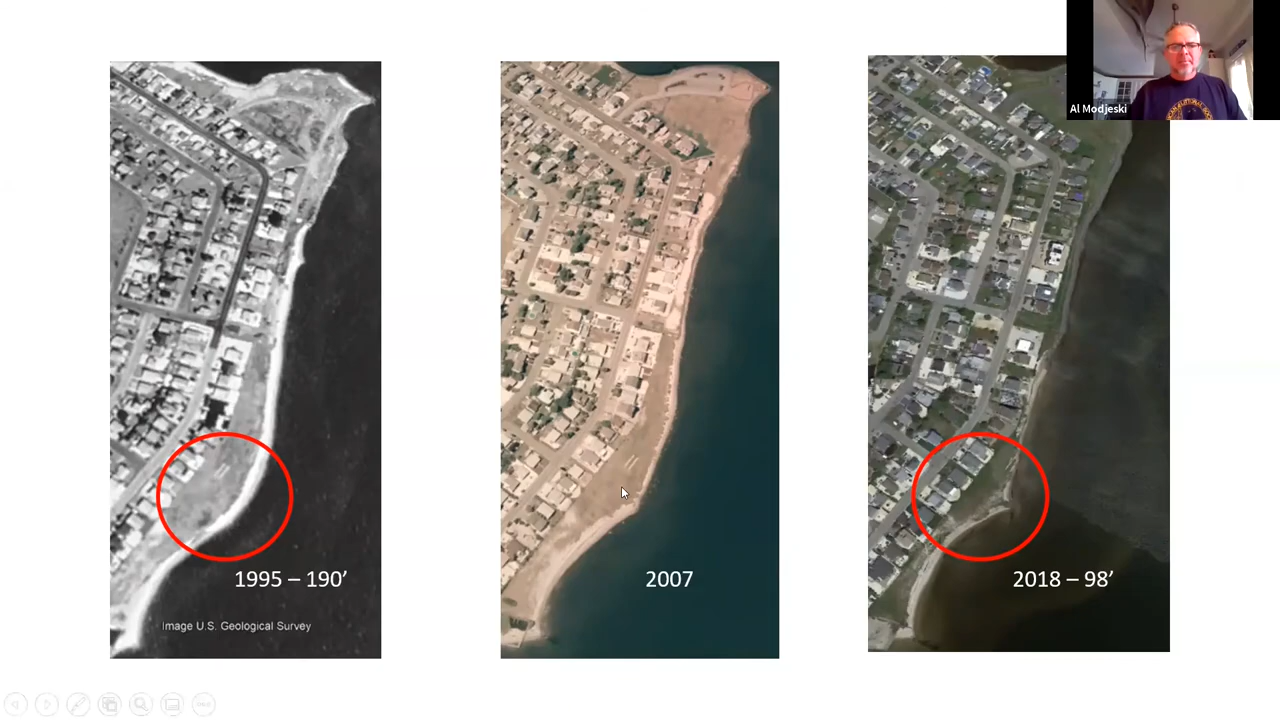 Al Modjeski
1995 – 190’
2007
2018 – 98’
Image U.S. Geological Survey